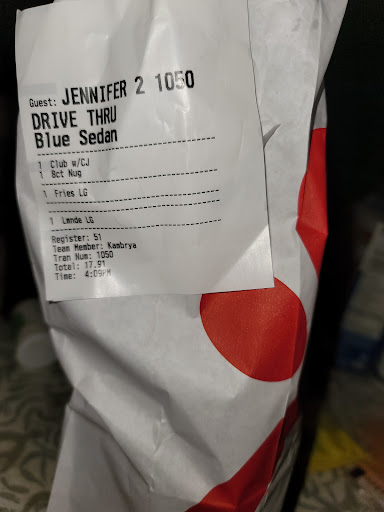 Guest: JENNIFER 2 1050
DRIVE THRU
Blue Sedan
1 Club w/CJ
1 8ct Nug
1 Fries LG
1 Lmnde LG
Register: 51
Team Member: Kambrya
Tran Num: 1050
Total: 17.91
Time: 4:09PM